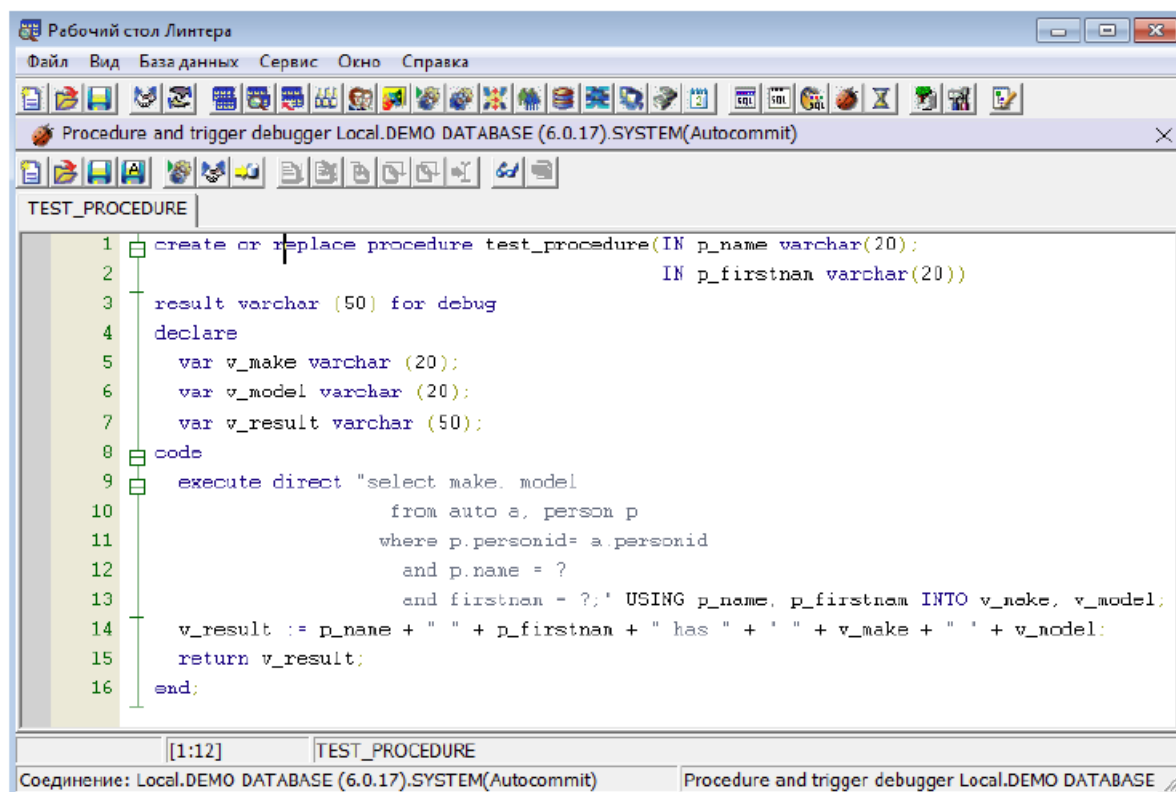 Рабочий стол Линтера
Файл Вид База данных Сервис Окно Справка
Procedure and trigger debugger Local.DEMO DATABASE (6.0.17).SYSTEM(Autocommit)
TEST_PROCEDURE
1 create or replace procedure test_procedure(IN p_name varchar(20);
2 IN p_firstnam varchar(20))
3 result varchar (50) for debug
4 declare
5 var v_make varchar (20);
6 var v_model varchar (20);
7 var v_result varchar (50);
8 code
9 execute direct "select make, model
10 from auto a, person p
11 where p.personid= a.personid
12 and p.name = ?
13 and firstnam = ?;" USING p_name, p_firstnam INTO v_make, v_model;
14 v_result := p_name + " " + p_firstnam + " has " + " " + v_make + " " + v_model;
15 return v_result;
16 end;
[1:12] TEST_PROCEDURE
Соединение: Local.DEMO DATABASE (6.0.17).SYSTEM(Autocommit) Procedure and trigger debugger Local.DEMO DATABASE